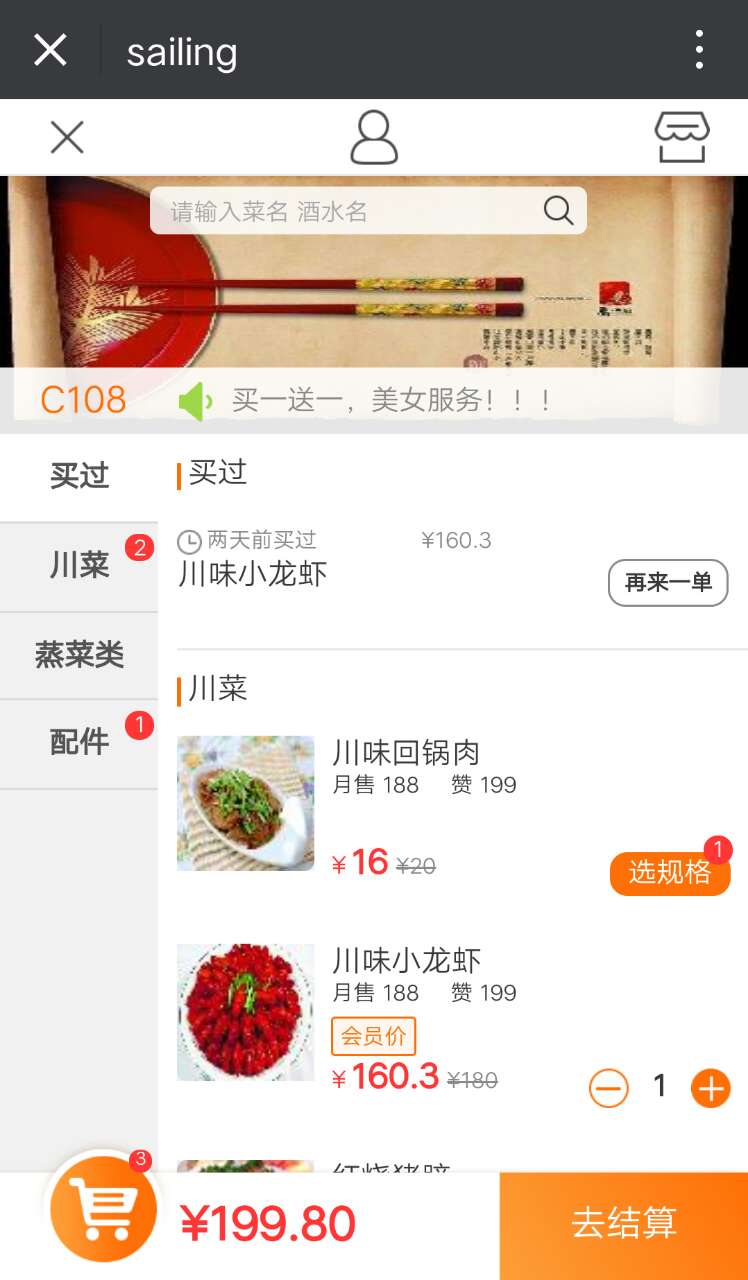 sailing
请输入菜名 酒水名
C108
买一送一，美女服务！！！
买过
川菜
2
蒸菜类
配件
1
买过
两天前买过
¥160.3
川味小龙虾
再来一单
川菜
川味回锅肉
月售 188 赞 199
¥16 ¥20
选规格
1
川味小龙虾
月售 188 赞 199
会员价
¥160.3 ¥180
1
3
¥199.80
去结算